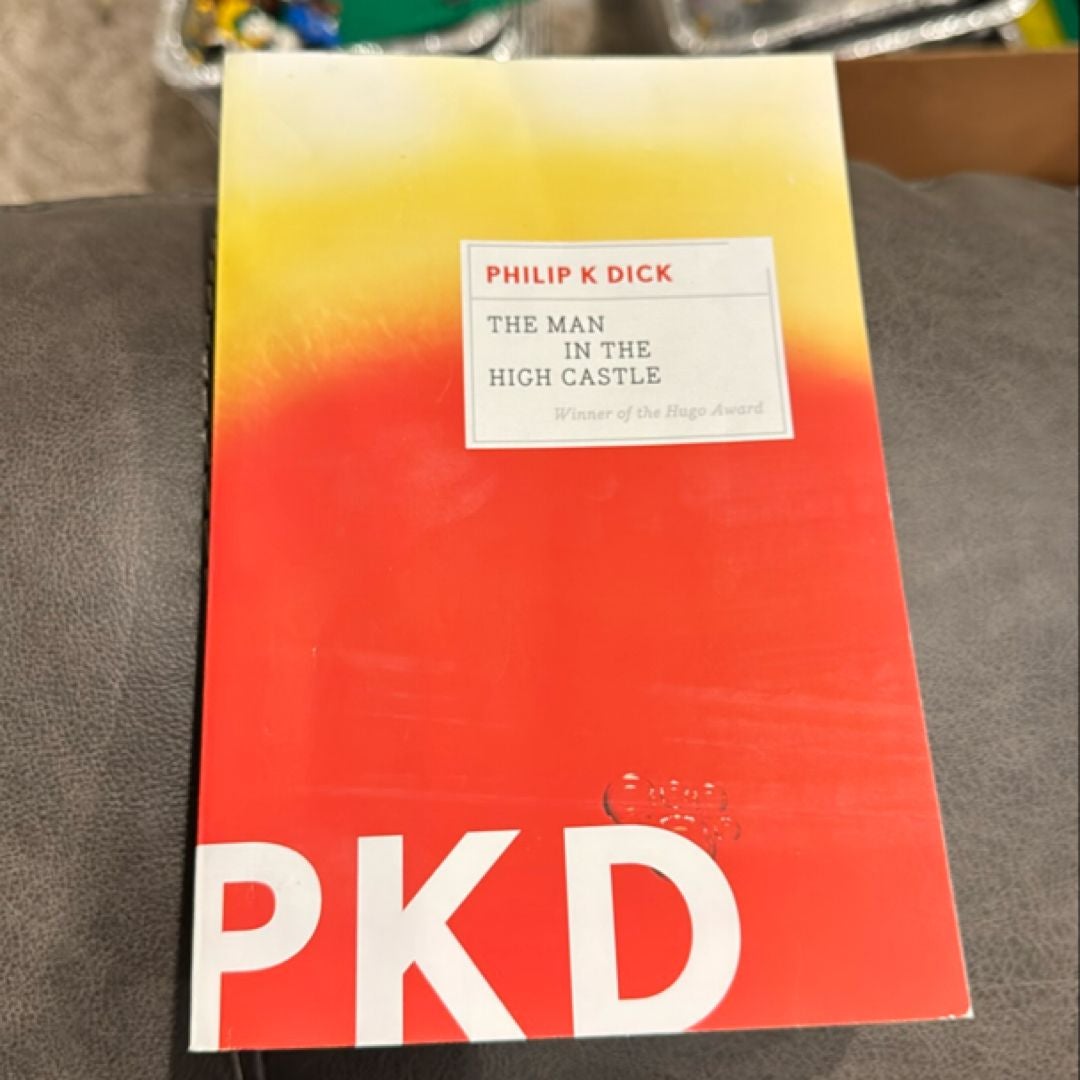 PHILIP K DICK
THE MAN
IN THE
HIGH CASTLE
Winner of the Hugo Award
PKD